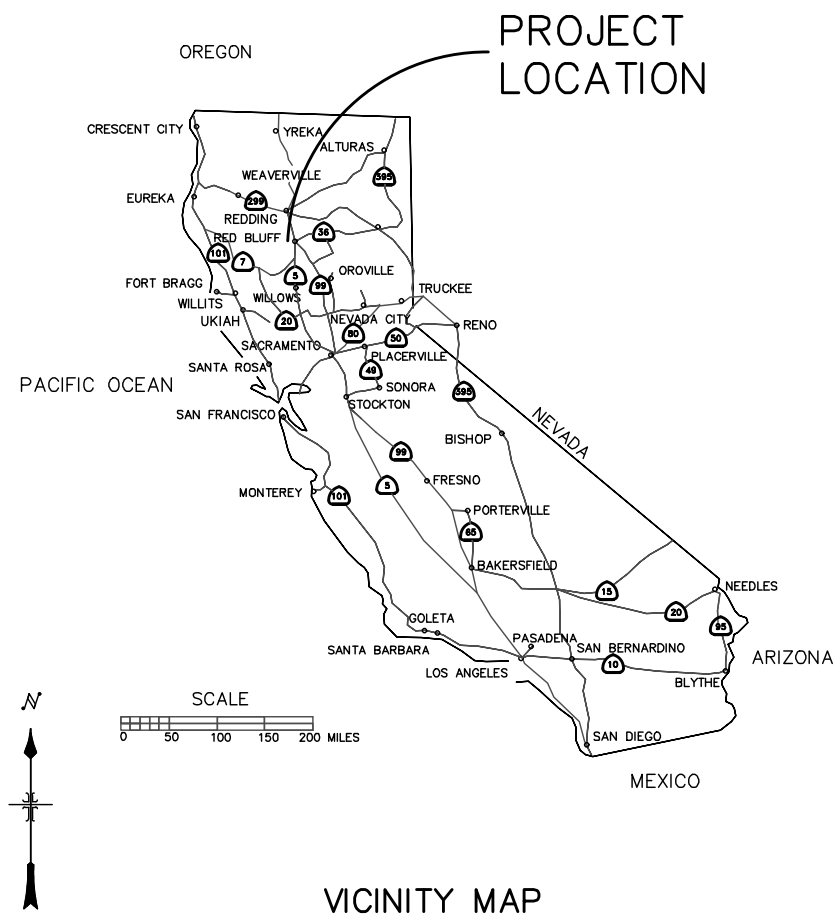 PROJECT
LOCATION
OREGON
CRESCENT CITY
YREKA
ALTURAS
WEAVERVILLE
395
EUREKA
299
REDDING
36
RED BLUFF
101
7
5
OROVILLE
FORT BRAGG
99
TRUCKEE
WILLITS
WILLOWS
UKIAH
20
NEVADA CITY
80
50
RENO
SACRAMENTO
PLACERVILLE
SANTA ROSA
49
PACIFIC OCEAN
SONORA
395
STOCKTON
SAN FRANCISCO
NEVADA
BISHOP
99
FRESNO
5
MONTEREY
101
PORTERVILLE
65
BAKERSFIELD
NEEDLES
15
20
GOLETA
95
PASADENA
SANTA BARBARA
SAN BERNARDINO
ARIZONA
LOS ANGELES
10
BLYTHE
N
SCALE
0 50 100 150 200 MILES
SAN DIEGO
MEXICO
VICINITY MAP